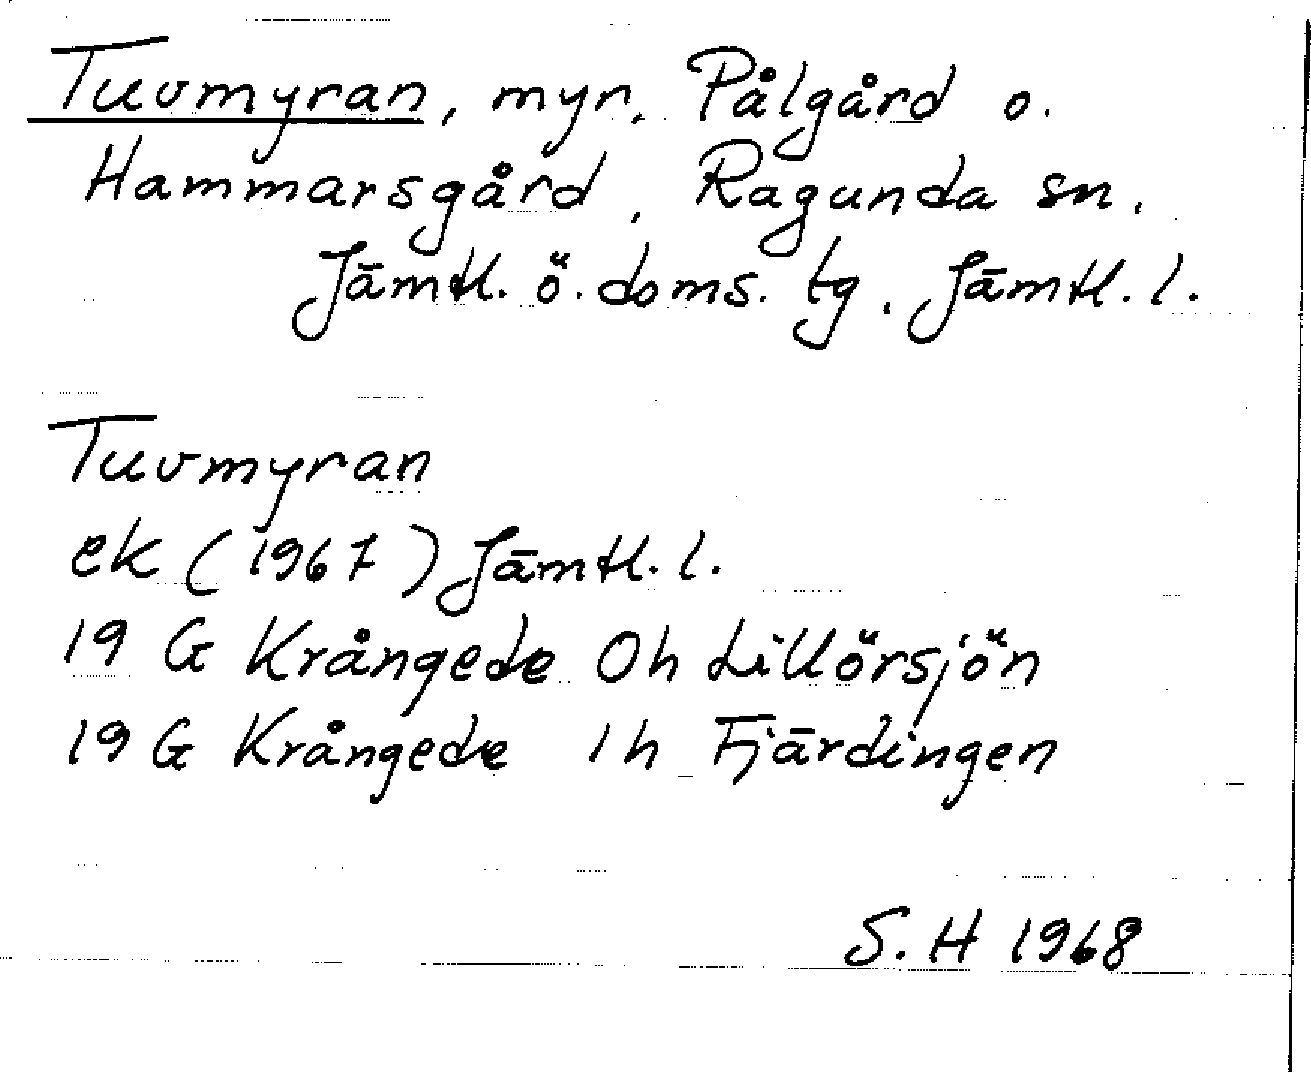 Tuvmyran, myr, Pålgård o.
Hammarsgård, Ragunda sn,
Jämtl. ö. doms. tg, Jämtl. l.
Tuvmyran
ek (1967) Jämtl. l.
19 G Krångede 0h Lillörsjön
19 G Krångede 1h Fjärdingen
S. H 1968